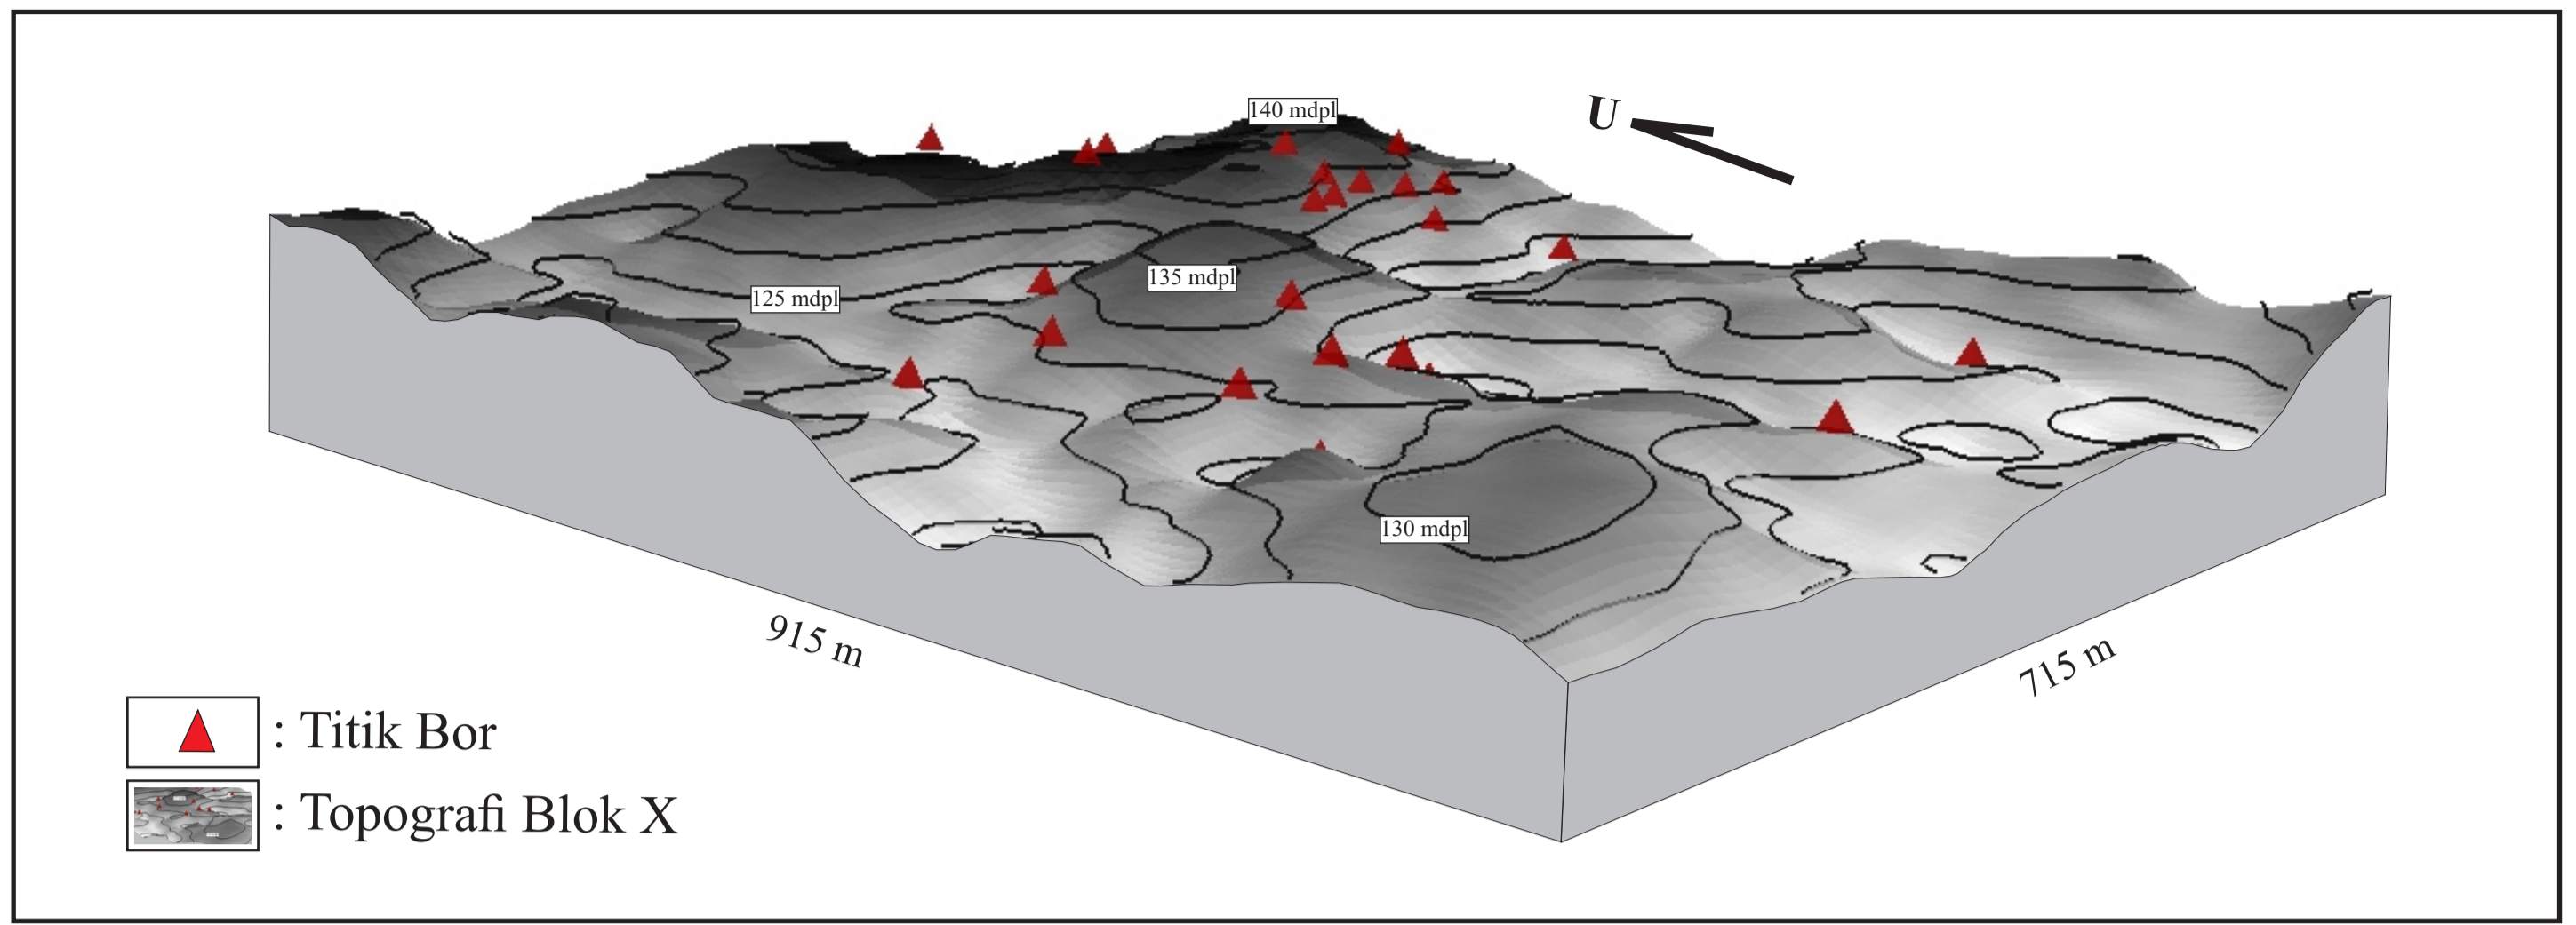 140 mdpl
U
135 mdpl
125 mdpl
130 mdpl
915 m
715 m
: Titik Bor
: Topografi Blok X